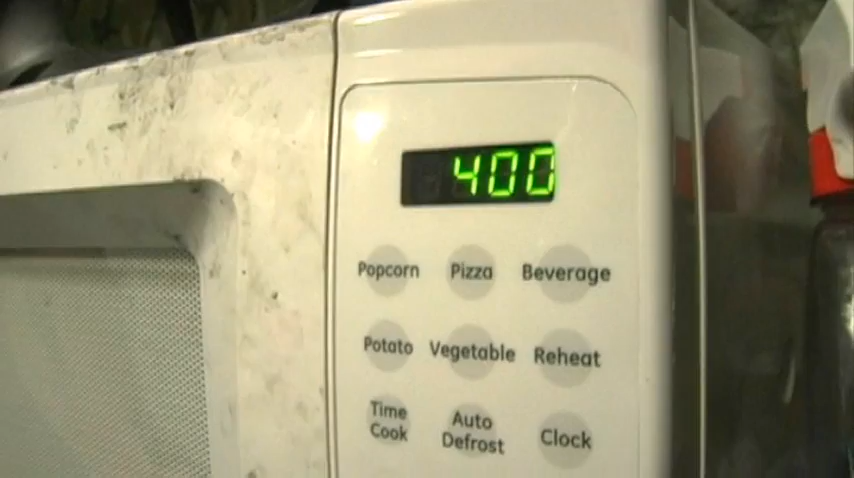 400
Popcorn Pizza Beverage
Potato Vegetable Reheat
Time Cook Auto Defrost Clock